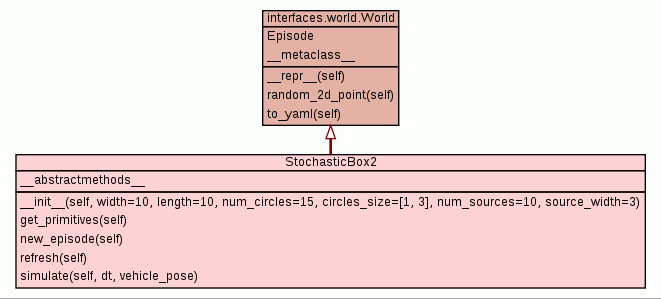 interfaces.world.World
Episode
__metaclass__
__repr__(self)
random_2d_point(self)
to_yaml(self)
StochasticBox2
__abstractmethods__
__init__(self, width=10, length=10, num_circles=15, circles_size=[1, 3], num_sources=10, source_width=3)
get_primitives(self)
new_episode(self)
refresh(self)
simulate(self, dt, vehicle_pose)